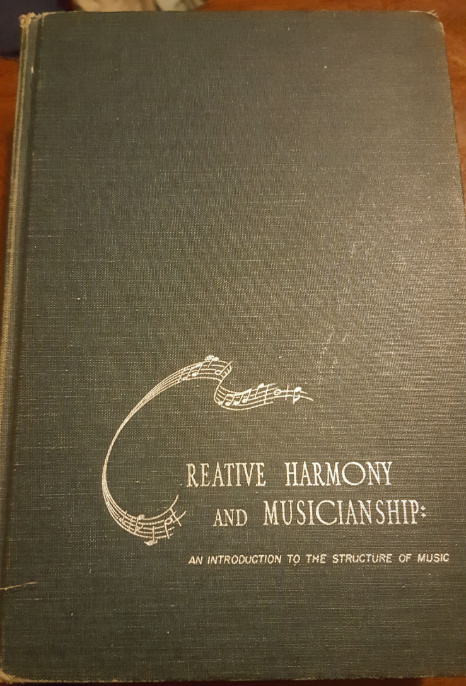 CREATIVE HARMONY
AND MUSICIANSHIP:
AN INTRODUCTION TO THE STRUCTURE OF MUSIC